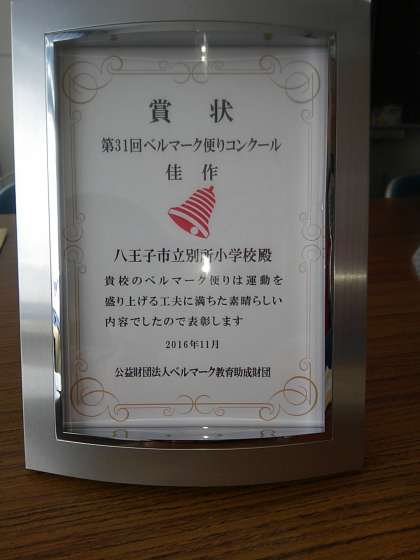 賞状
第31回ベルマーク便りコンクール
佳作
八王子市立別所小学校殿
貴校のベルマーク便りは運動を
盛り上げる工夫に満ちた素晴らしい
内容でしたので表彰します
2016年11月
公益財団法人ベルマーク教育助成財団